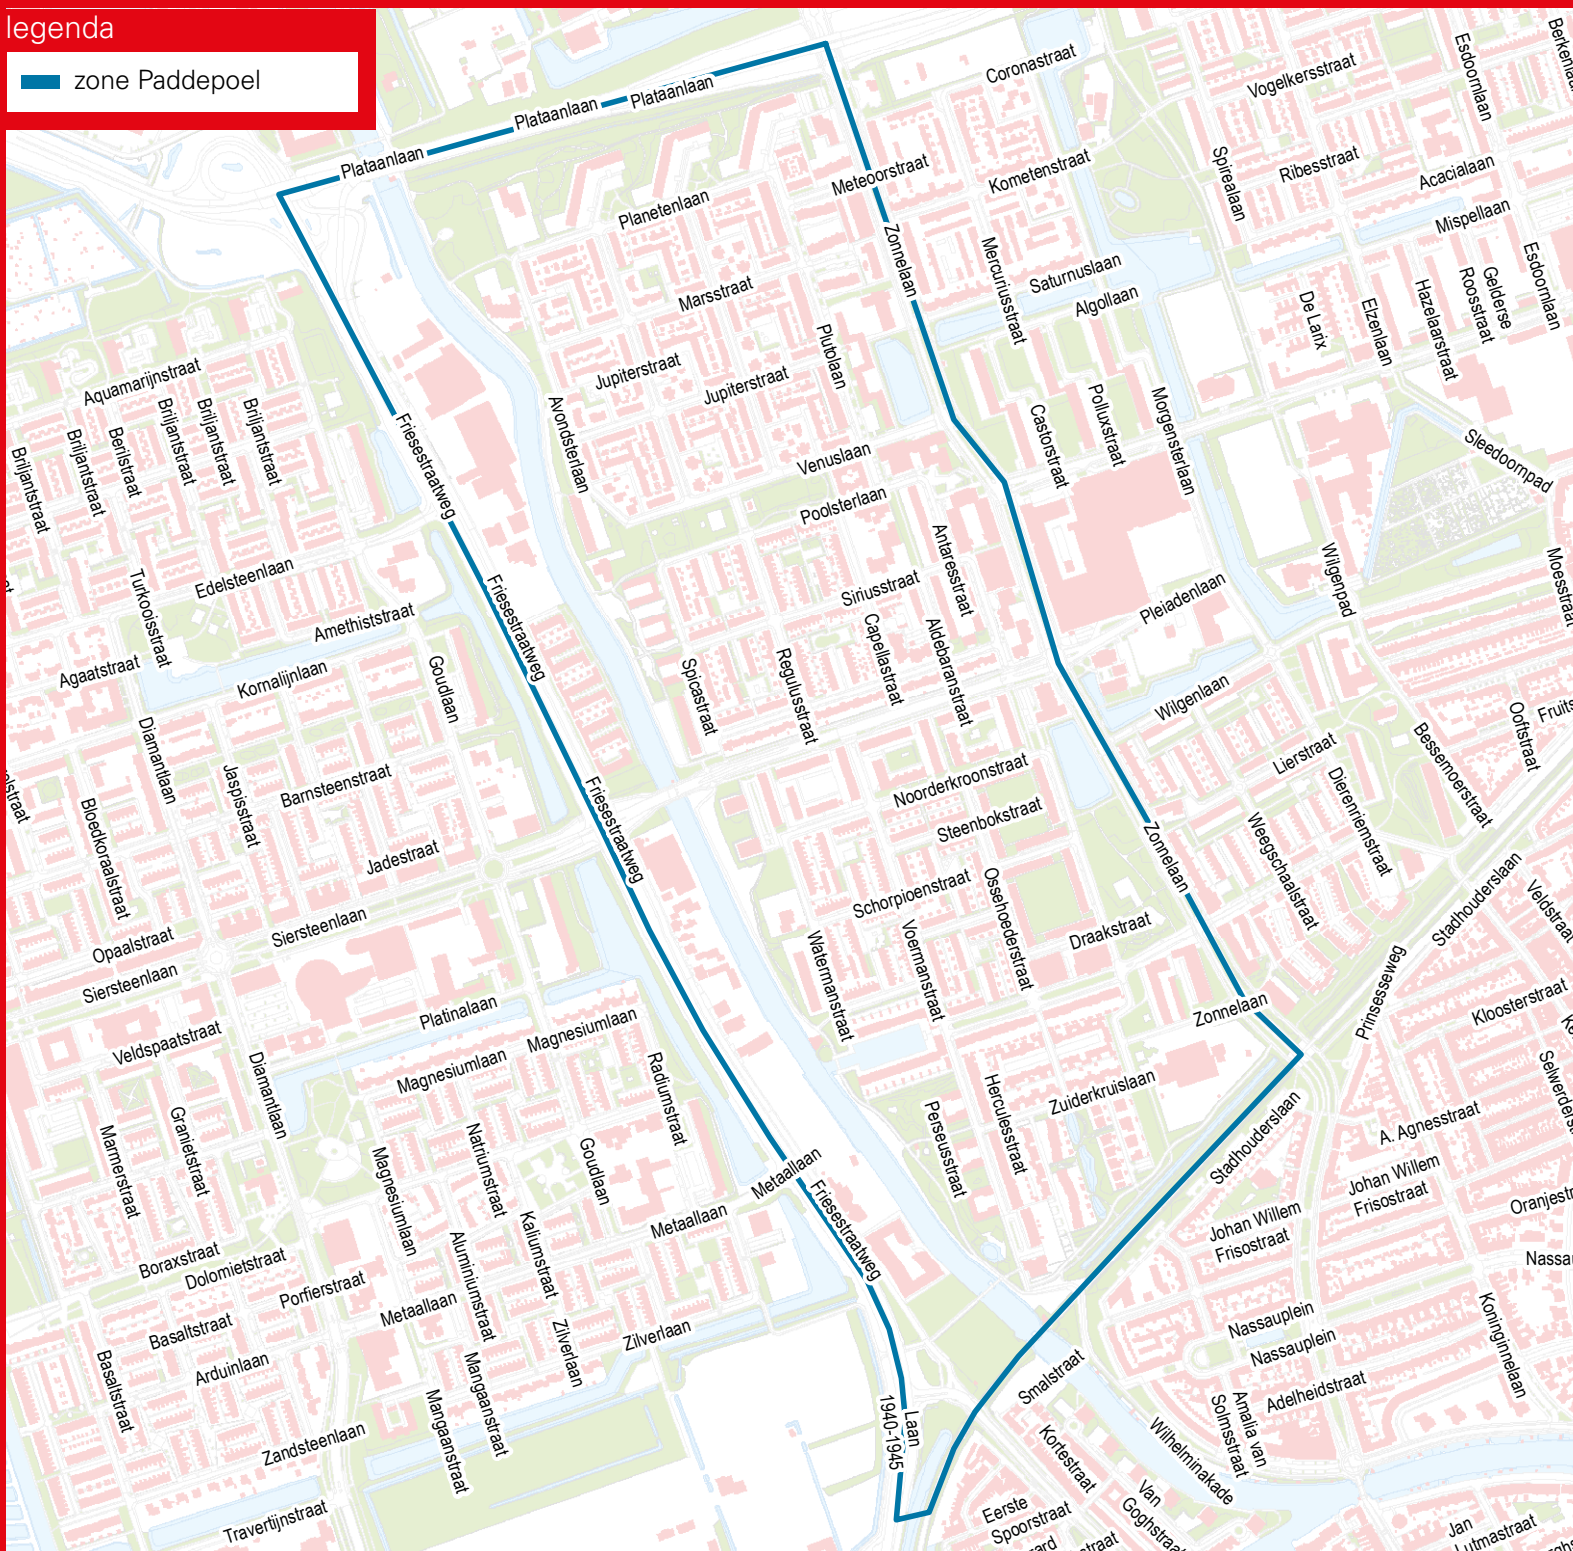 legenda
zone Paddepoel
Plataanlaan
Plataanlaan
Plataanlaan
Coronastraat
Vogelkersstraat
Esdoornlaan
Meteoorstraat
Kometenstraat
Spirealaan
Ribesstraat
Acacialaan
Mispellaan
Planetenlaan
Zonnelaan
Mercuriusstraat
Saturnuslaan
Algollaan
Marsstraat
De Larix
Elzenlaan
Hazelaarstraat
Gelderse
Roosstraat
Esdoornlaan
Plutolaan
Jupiterstraat
Jupiterstraat
Aquamarijnstraat
Briljantstraat
Briljantstraat
Berilstraat
Briljantstraat
Briljantstraat
Briljantstraat
Friesestraatweg
Avondsterlaan
Venuslaan
Castorstraat
Polluxstraat
Morgensterlaan
Sleedoornpad
Poolsterlaan
Antaresstraat
Wilgenpad
Moesstraat
Edelsteenlaan
Turkooisstraat
Amethiststraat
Friesestraatweg
Siriusstraat
Capellastraat
Aldebaranstraat
Pleiadenlaan
Agaatstraat
Kornalijnlaan
Goudlaan
Spicastraat
Regulusstraat
Wilgenlaan
Ooftstraat
Bessemoerstraat
Diamantlaan
Jaspisstraat
Barnsteenstraat
Friesestraatweg
Noorderkroonstraat
Lierstraat
Dierenriemstraat
Bloedkoraalstraat
Jadestraat
Steenbokstraat
Zonnelaan
Weegschaalstraat
Stadhouderslaan
Veldstraat
Opaalstraat
Siersteenlaan
Siersteenlaan
Schorpioenstraat
Ossehoederstraat
Voermanstraat
Watermanstraat
Draakstraat
Prinsesseweg
Platinalaan
Magnesiumlaan
Magnesiumlaan
Zonnelaan
Kloosterstraat
Veldspaatstraat
Diamantlaan
Radiumstraat
Herculesstraat
Zuiderkruislaan
Perseusstraat
Stadhouderslaan
A. Agnesstraat
Marmerstraat
Granietstraat
Magnesiumlaan
Natriumstraat
Goudlaan
Metaallaan
Friesestraatweg
Johan Willem
Frisostraat
Johan Willem
Frisostraat
Boraxstraat
Dolomietstraat
Porfierstraat
Aluminiumstraat
Kaliumstraat
Metaallaan
Metaallaan
Basaltstraat
Arduinlaan
Basaltstraat
Zilverlaan
Zilverlaan
Nassauplein
Nassauplein
Koninginnelaan
Mangaanstraat
Mangaanstraat
Smalstraat
Adelheidstraat
Amalia van
Solmsstraat
Laan
1940-1945
Zandsteenlaan
Kortestraat
Wilhelminakade
Travertijnstraat
Eerste
Spoorstraat
Van
Goghstraat
Jan